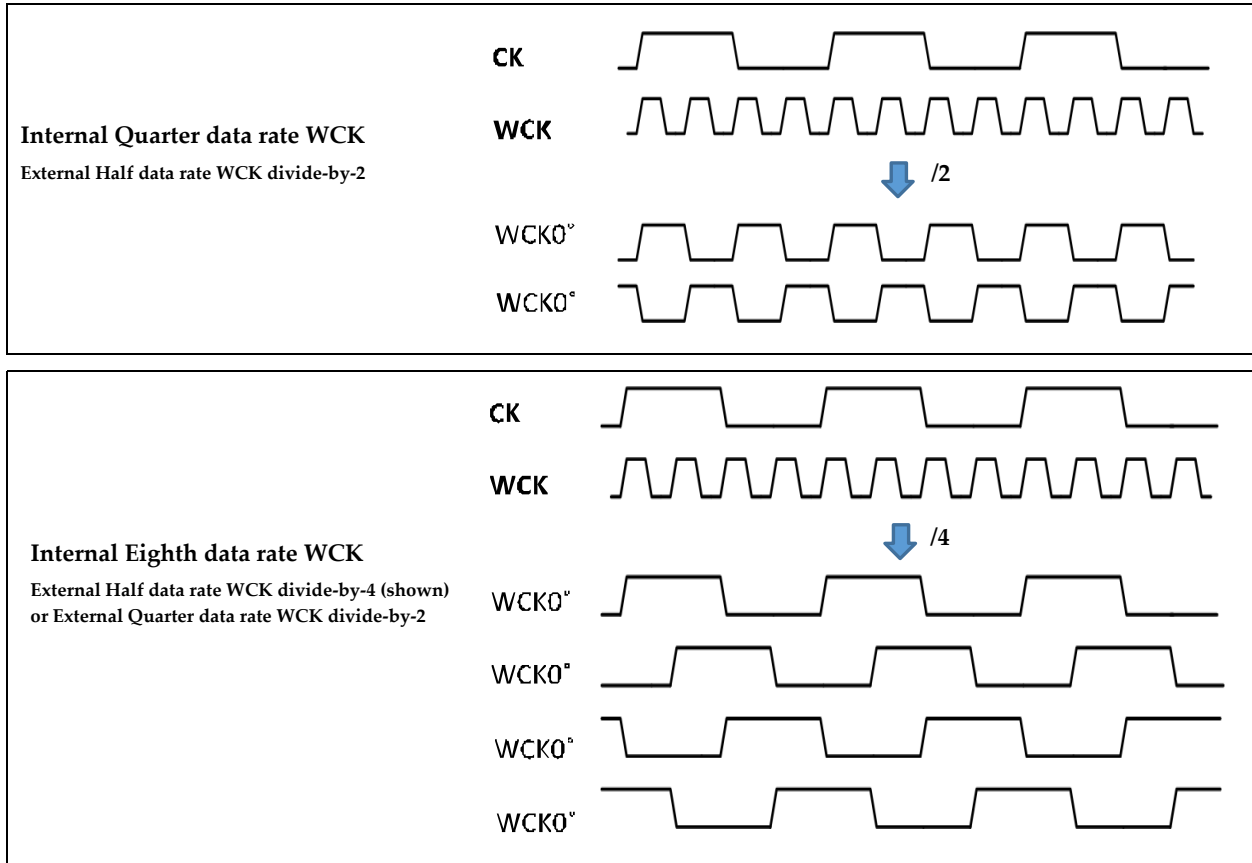 CK
WCK
Internal Quarter data rate WCK
External Half data rate WCK divide-by-2
/2
WCK0°
WCK0°
CK
WCK
/4
Internal Eighth data rate WCK
External Half data rate WCK divide-by-4 (shown)
or External Quarter data rate WCK divide-by-2
WCK0°
WCK0°
WCK0°
WCK0°